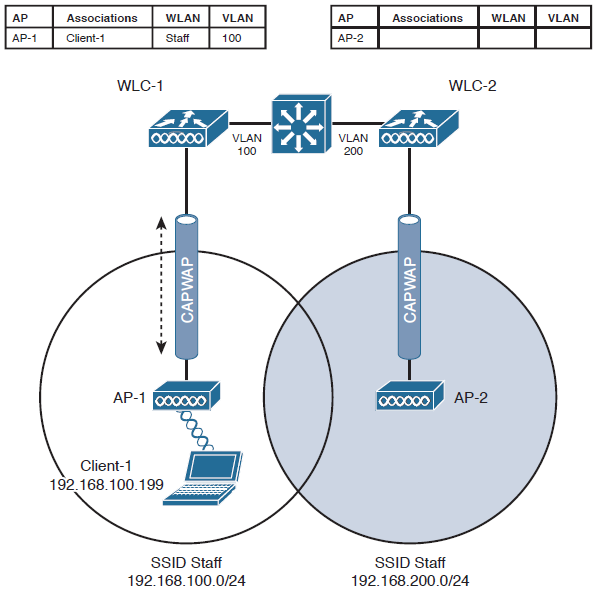 AP Associations WLAN VLAN
AP-1 Client-1 Staff 100
AP Associations WLAN VLAN
AP-2
WLC-1
WLC-2
VLAN
100
VLAN
200
CAPWAP
CAPWAP
AP-1
AP-2
Client-1
192.168.100.199
SSID Staff
192.168.100.0/24
SSID Staff
192.168.200.0/24